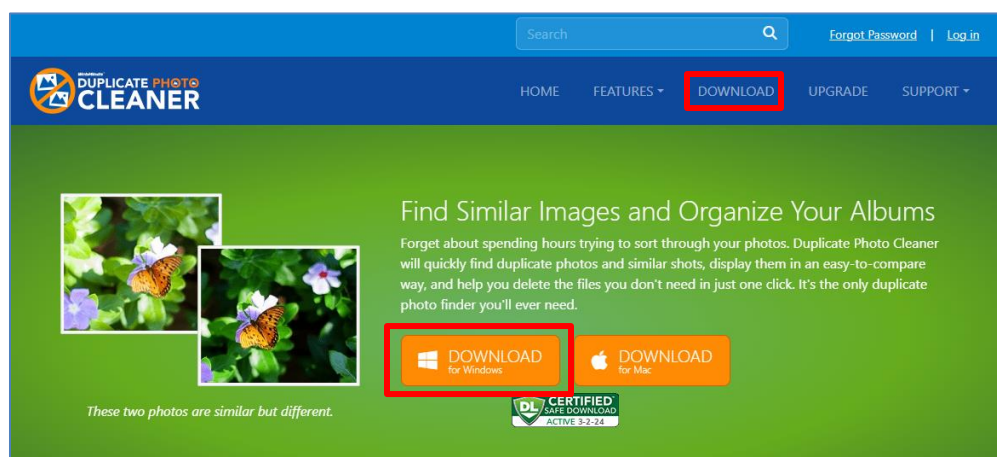 Search
Forgot Password | Log in
DUPLICATE PHOTO
CLEANER
HOME FEATURES DOWNLOAD UPGRADE SUPPORT
Find Similar Images and Organize Your Albums
Forget about spending hours trying to sort through your photos. Duplicate Photo Cleaner
will quickly find duplicate photos and similar shots, display them in an easy-to-compare
way, and help you delete the files you don't need in just one click. It's the only duplicate
photo finder you'll ever need.
DOWNLOAD
for Windows
DOWNLOAD
for Mac
DL CERTIFIED
SAFE DOWNLOAD
ACTIVE 3-2-24
These two photos are similar but different.